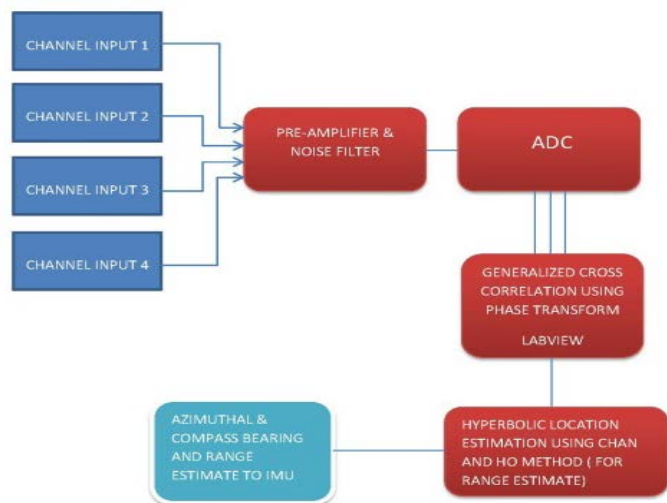 CHANNEL INPUT 1
CHANNEL INPUT 2
CHANNEL INPUT 3
CHANNEL INPUT 4
PRE-AMPLIFIER &
NOISE FILTER
ADC
GENERALIZED CROSS
CORRELATION USING
PHASE TRANSFORM
LABVIEW
HYPERBOLIC LOCATION
ESTIMATION USING CHAN
AND HO METHOD ( FOR
RANGE ESTIMATE)
AZIMUTHAL &
COMPASS BEARING
AND RANGE
ESTIMATE TO IMU